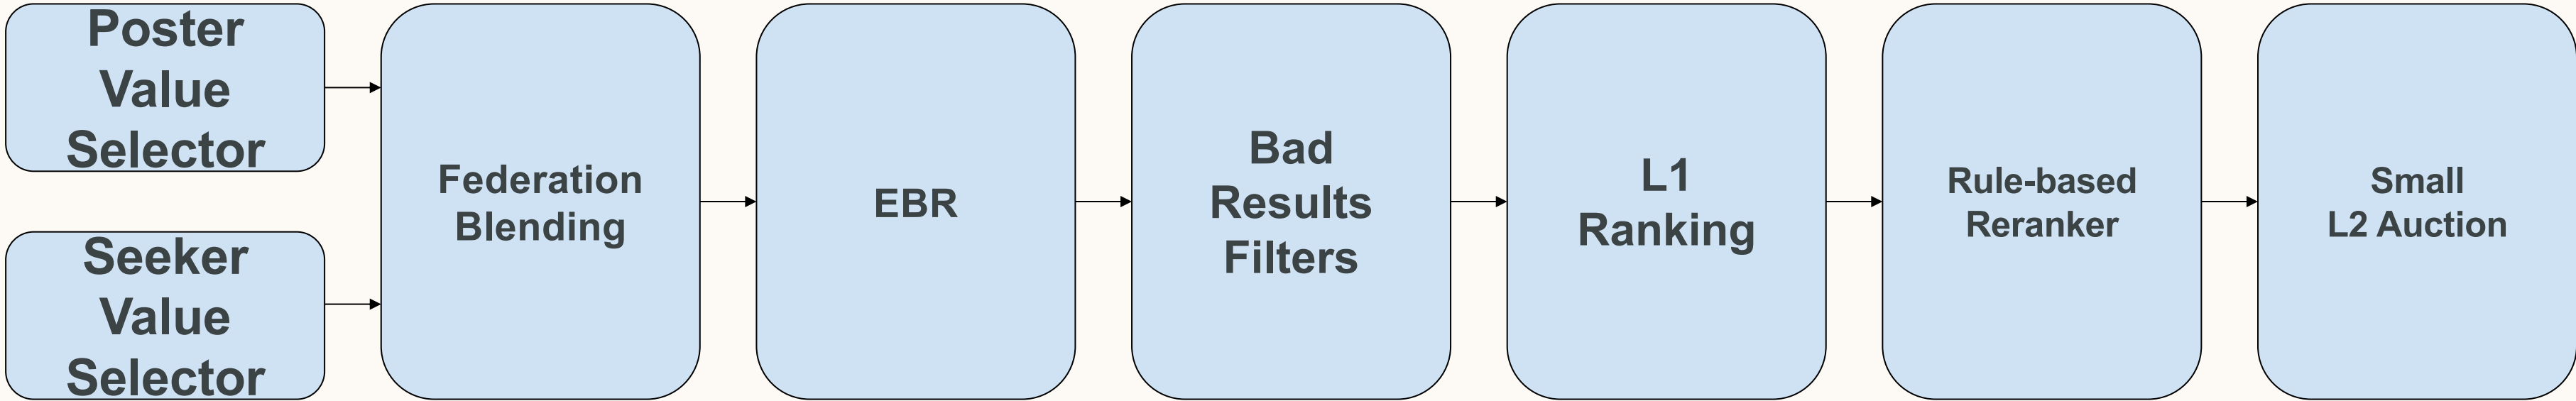 Poster
Value
Selector
Seeker
Value
Selector
Federation
Blending
EBR
Bad
Results
Filters
L1
Ranking
Rule-based
Reranker
Small
L2 Auction